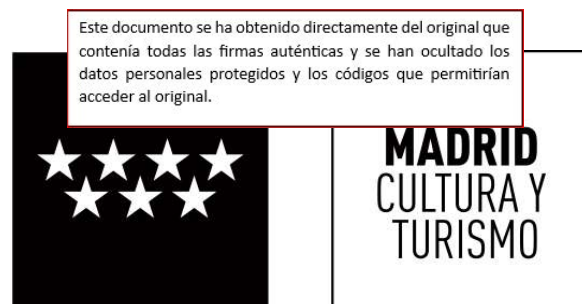 Este documento se ha obtenido directamente del original que
contenía todas las firmas auténticas y se han ocultado los
datos personales protegidos y los códigos que permitirían
acceder al original.
MADRID
CULTURA Y
TURISMO